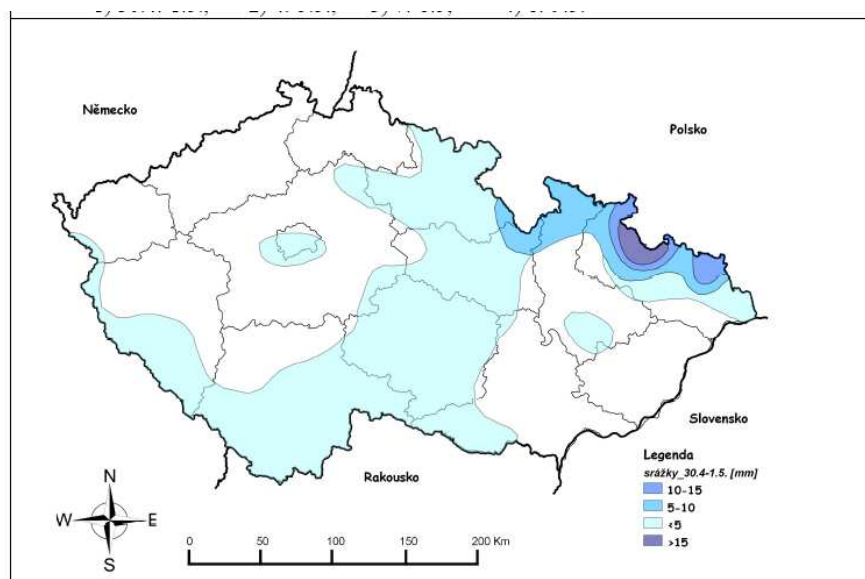 Německo
Polsko
Slovensko
Rakousko
Legenda
srážky_30.4-1.5. [mm]
10-15
5-10
<5
>15
N
W E
S
0 50 100 150 200 Km